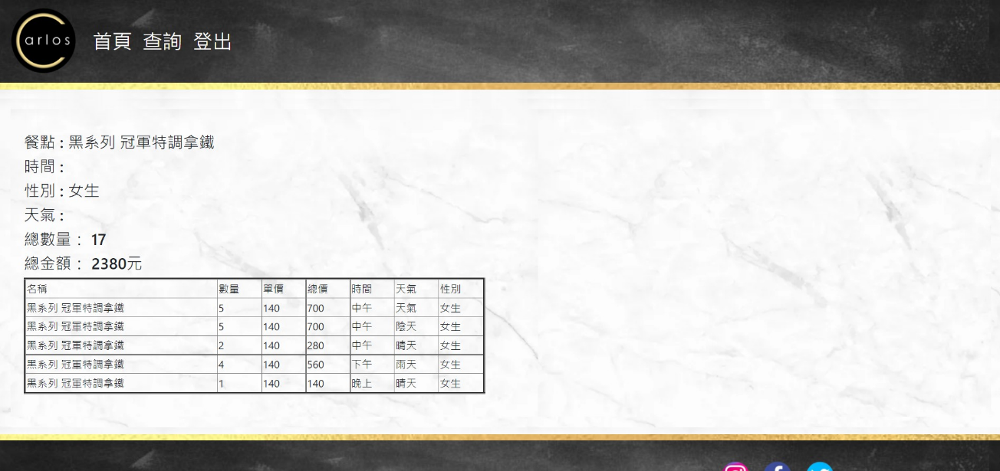 arlos
首頁 查詢 登出
餐點 : 黑系列 冠軍特調拿鐵
時間 :
性別 : 女生
天氣 :
總數量 : 17
總金額 : 2380元
名稱 數量 單價 總價 時間 天氣 性別
黑系列 冠軍特調拿鐵 5 140 700 中午 天氣 女生
黑系列 冠軍特調拿鐵 5 140 700 中午 陰天 女生
黑系列 冠軍特調拿鐵 2 140 280 中午 晴天 女生
黑系列 冠軍特調拿鐵 4 140 560 下午 雨天 女生
黑系列 冠軍特調拿鐵 1 140 140 晚上 晴天 女生